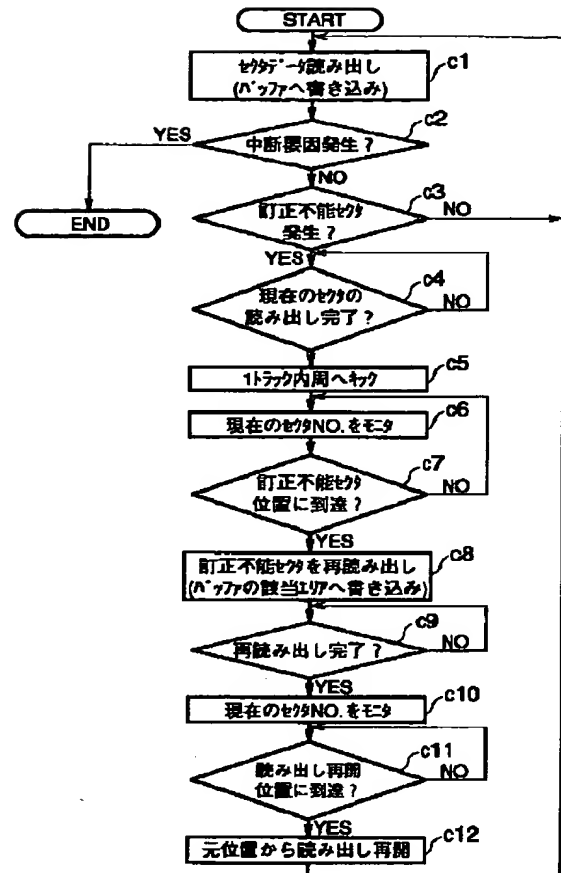 START
ｾｸﾀﾃﾞｰﾀ読み出し
(ﾊﾞｯﾌｧへ書き込み)
c1
中断要因発生？
c2
YES
NO
END
訂正不能ｾｸﾀ
発生？
c3
NO
YES
現在のｾｸﾀの
読み出し完了？
c4
NO
1ﾄﾗｯｸ内周へｷｯｸ
c5
現在のｾｸﾀNO.をﾓﾆﾀ
c6
訂正不能ｾｸﾀ
位置に到達？
c7
NO
YES
訂正不能ｾｸﾀを再読み出し
(ﾊﾞｯﾌｧの該当ｴﾘｱへ書き込み)
c8
再読み出し完了？
c9
NO
YES
現在のｾｸﾀNO.をﾓﾆﾀ
c10
読み出し再開
位置に到達？
c11
NO
YES
元位置から読み出し再開
c12